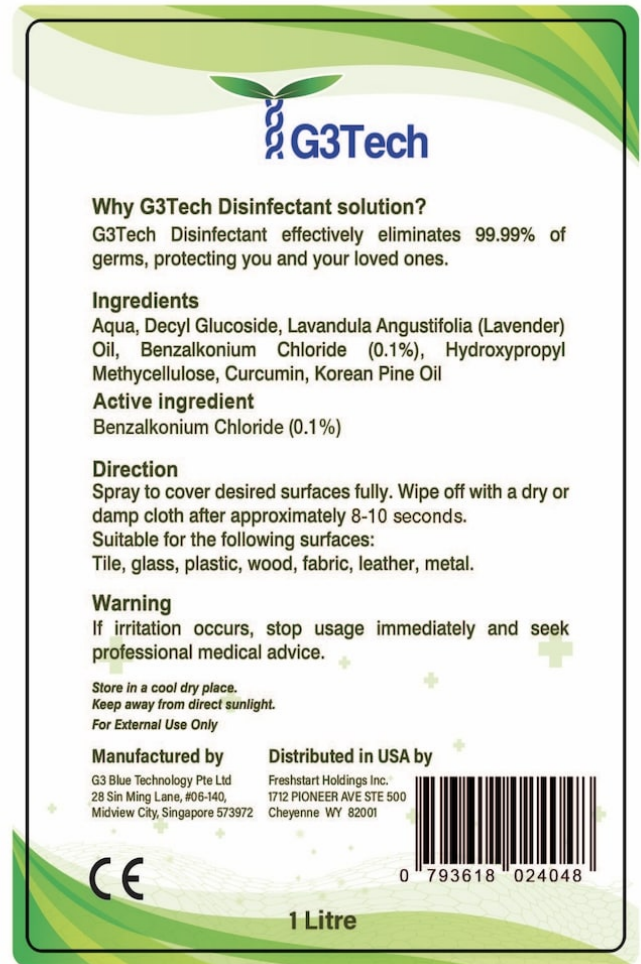 G3Tech
Why G3Tech Disinfectant solution?
G3Tech Disinfectant effectively eliminates 99.99% of
germs, protecting you and your loved ones.
Ingredients
Aqua, Decyl Glucoside, Lavandula Angustifolia (Lavender)
Oil, Benzalkonium Chloride (0.1%), Hydroxypropyl
Methycellulose, Curcumin, Korean Pine Oil
Active ingredient
Benzalkonium Chloride (0.1%)
Direction
Spray to cover desired surfaces fully. Wipe off with a dry or
damp cloth after approximately 8-10 seconds.
Suitable for the following surfaces:
Tile, glass, plastic, wood, fabric, leather, metal.
Warning
If irritation occurs, stop usage immediately and seek
professional medical advice.
Store in a cool dry place.
Keep away from direct sunlight.
For External Use Only
Manufactured by
G3 Blue Technology Pte Ltd
28 Sin Ming Lane, #06-140,
Midview City, Singapore 573972
Distributed in USA by
Freshstart Holdings Inc.
1712 PIONEER AVE STE 500
Cheyenne WY 82001
0 793618 024048
CE
1 Litre